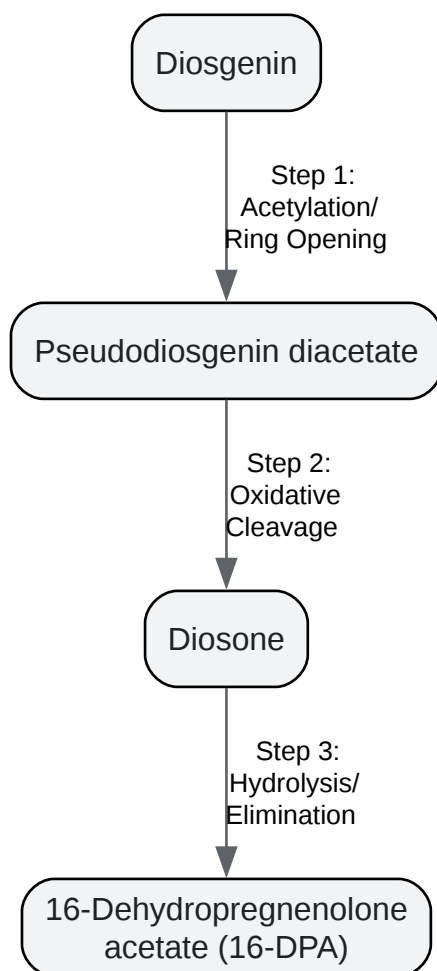 Diosgenin
Step 1:
Acetylation/
Ring Opening
Pseudodiosgenin diacetate
Step 2:
Oxidative
Cleavage
Diosone
Step 3:
Hydrolysis/
Elimination
16-Dehydropregnenolone
acetate (16-DPA)